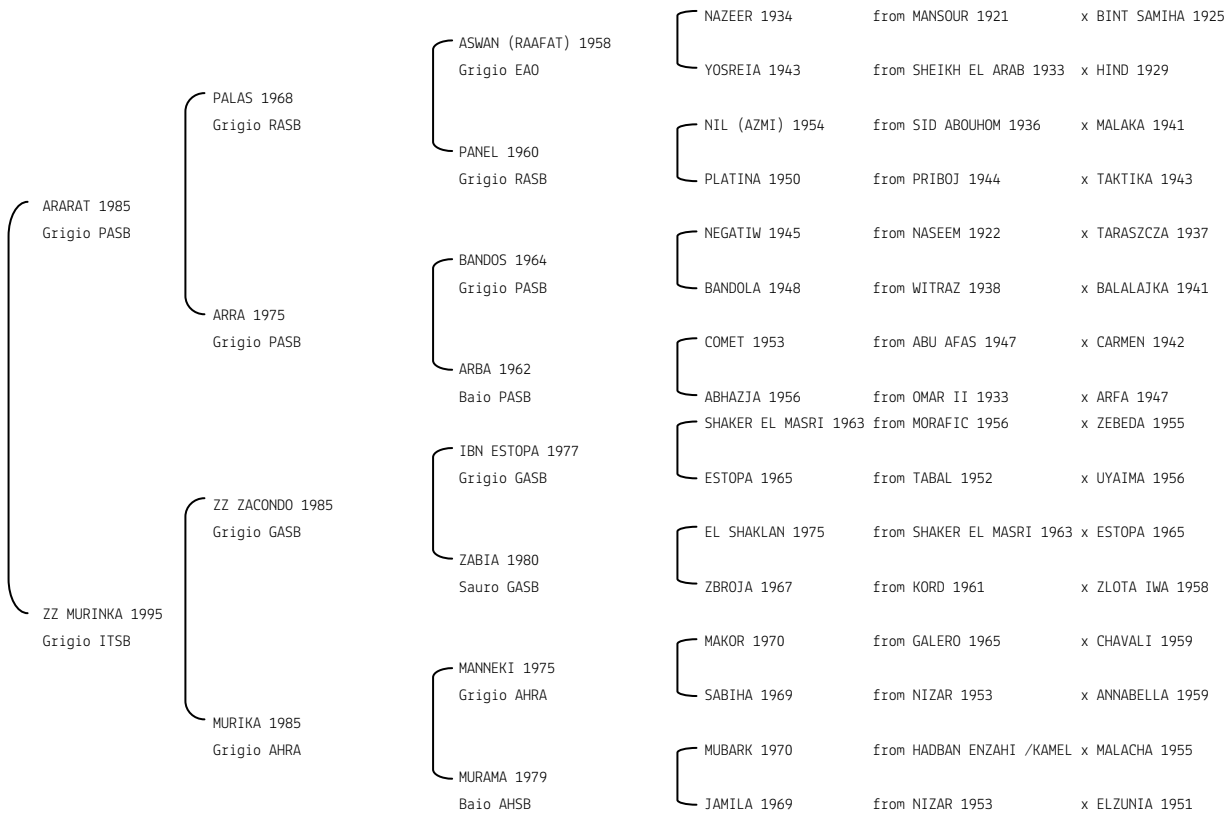 NAZEER 1934 from MANSOUR 1921 x BINT SAMIHA 1925
ASWAN (RAAFAT) 1958
Grigio EAO
YOSREIA 1943 from SHEIKH EL ARAB 1933 x HIND 1929
PALAS 1968
Grigio RASB
NIL (AZMI) 1954 from SID ABOUHOM 1936 x MALAKA 1941
PANEL 1960
Grigio RASB
PLATINA 1950 from PRIBOJ 1944 x TAKTIKA 1943
ARARAT 1985
Grigio PASB
NEGATIW 1945 from NASEEM 1922 x TARASZCZA 1937
BANDOS 1964
Grigio PASB
BANDOLA 1948 from WITRAZ 1938 x BALALAJKA 1941
ARRA 1975
Grigio PASB
COMET 1953 from ABU AFAS 1947 x CARMEN 1942
ARBA 1962
Baio PASB
ABHAZJA 1956 from OMAR II 1933 x ARFA 1947
SHAKER EL MASRI 1963 from MORAFIC 1956 x ZEBEDA 1955
IBN ESTOPA 1977
Grigio GASB
ESTOPA 1965 from TABAL 1952 x UYAIMA 1956
ZZ ZACONDO 1985
Grigio GASB
EL SHAKLAN 1975 from SHAKER EL MASRI 1963 x ESTOPA 1965
ZABIA 1980
Sauro GASB
ZBROJA 1967 from KORD 1961 x ZLOTA IWA 1958
ZZ MURINKA 1995
Grigio ITSB
MAKOR 1970 from GALERO 1965 x CHAVALI 1959
MANNEKI 1975
Grigio AHRA
SABIHA 1969 from NIZAR 1953 x ANNABELLA 1959
MURIKA 1985
Grigio AHRA
MUBARK 1970 from HADBAN ENZAHI /KAMEL x MALACHA 1955
MURAMA 1979
Baio AHSB
JAMILA 1969 from NIZAR 1953 x ELZUNIA 1951